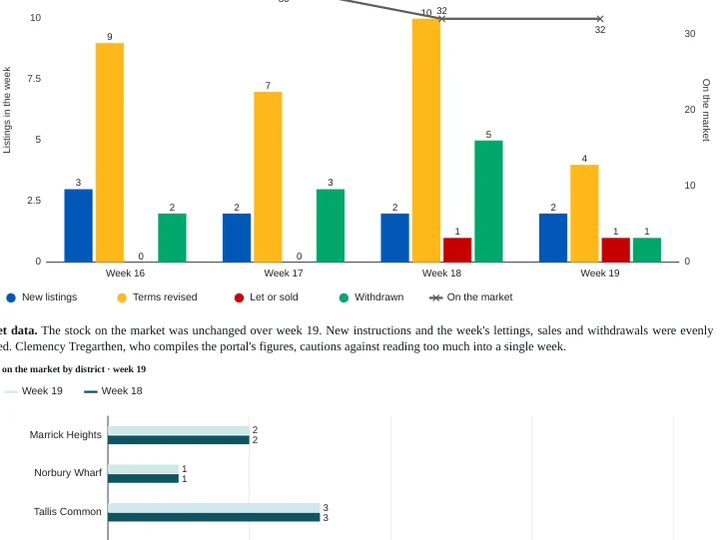 10
7.5
5
2.5
0
Listings in the week
30
20
10
0
On the market
9
7
10
32
32
3
2
0
2
3
0
2
1
5
2
4
1
1
Week 16
Week 17
Week 18
Week 19
New listings
Terms revised
Let or sold
Withdrawn
On the market
et data. The stock on the market was unchanged over week 19. New instructions and the week's lettings, sales and withdrawals were evenly
ed. Clemency Tregarthen, who compiles the portal's figures, cautions against reading too much into a single week.
on the market by district · week 19
Week 19
Week 18
Marrick Heights
2
2
Norbury Wharf
1
1
Tallis Common
3
3